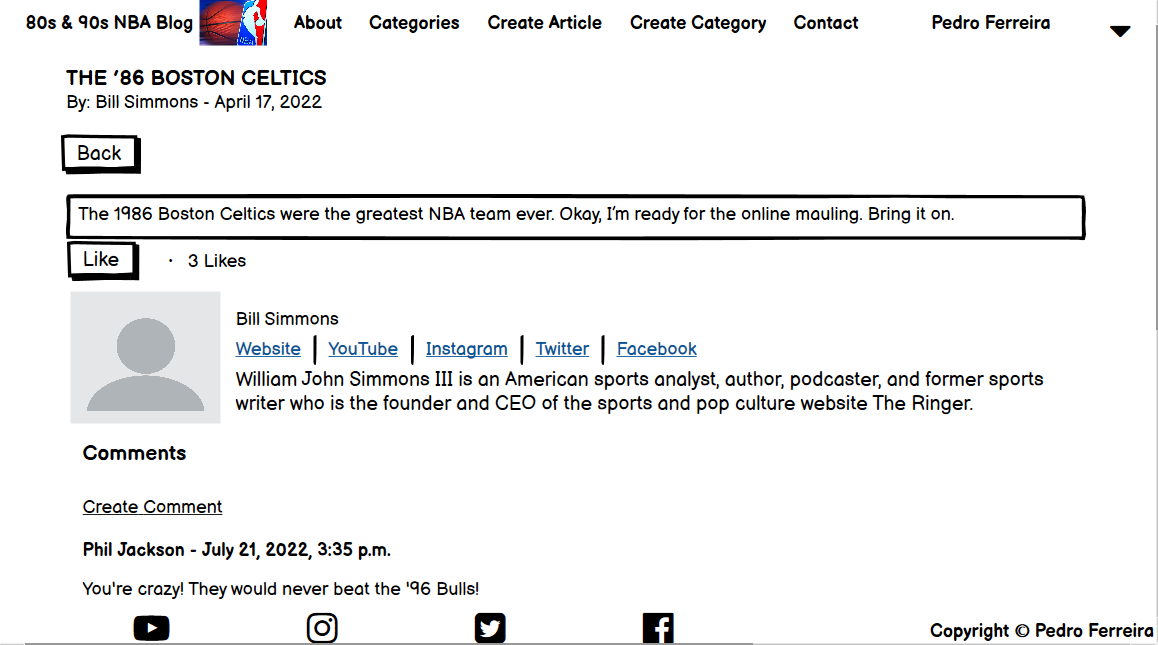 80s & 90s NBA Blog About Categories Create Article Create Category Contact Pedro Ferreira
THE ’86 BOSTON CELTICS
By: Bill Simmons - April 17, 2022
Back
The 1986 Boston Celtics were the greatest NBA team ever. Okay, I’m ready for the online mauling. Bring it on.
Like · 3 Likes
Bill Simmons
Website | YouTube | Instagram | Twitter | Facebook
William John Simmons III is an American sports analyst, author, podcaster, and former sports
writer who is the founder and CEO of the sports and pop culture website The Ringer.
Comments
Create Comment
Phil Jackson - July 21, 2022, 3:35 p.m.
You're crazy! They would never beat the '96 Bulls!
Copyright © Pedro Ferreira